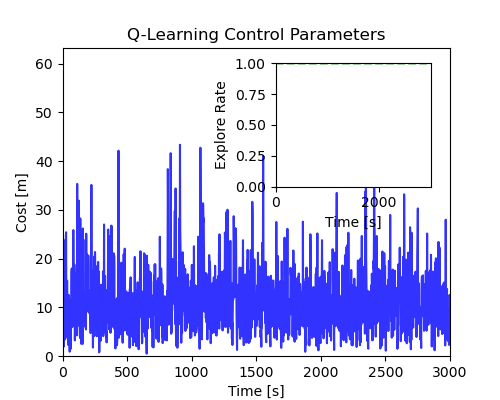 Q-Learning Control Parameters
60
50
40
30
20
10
0
Cost [m]
0 500 1000 1500 2000 2500 3000
Time [s]
1.00
0.75
0.50
0.25
0.00
Explore Rate
0 2000
Time [s]